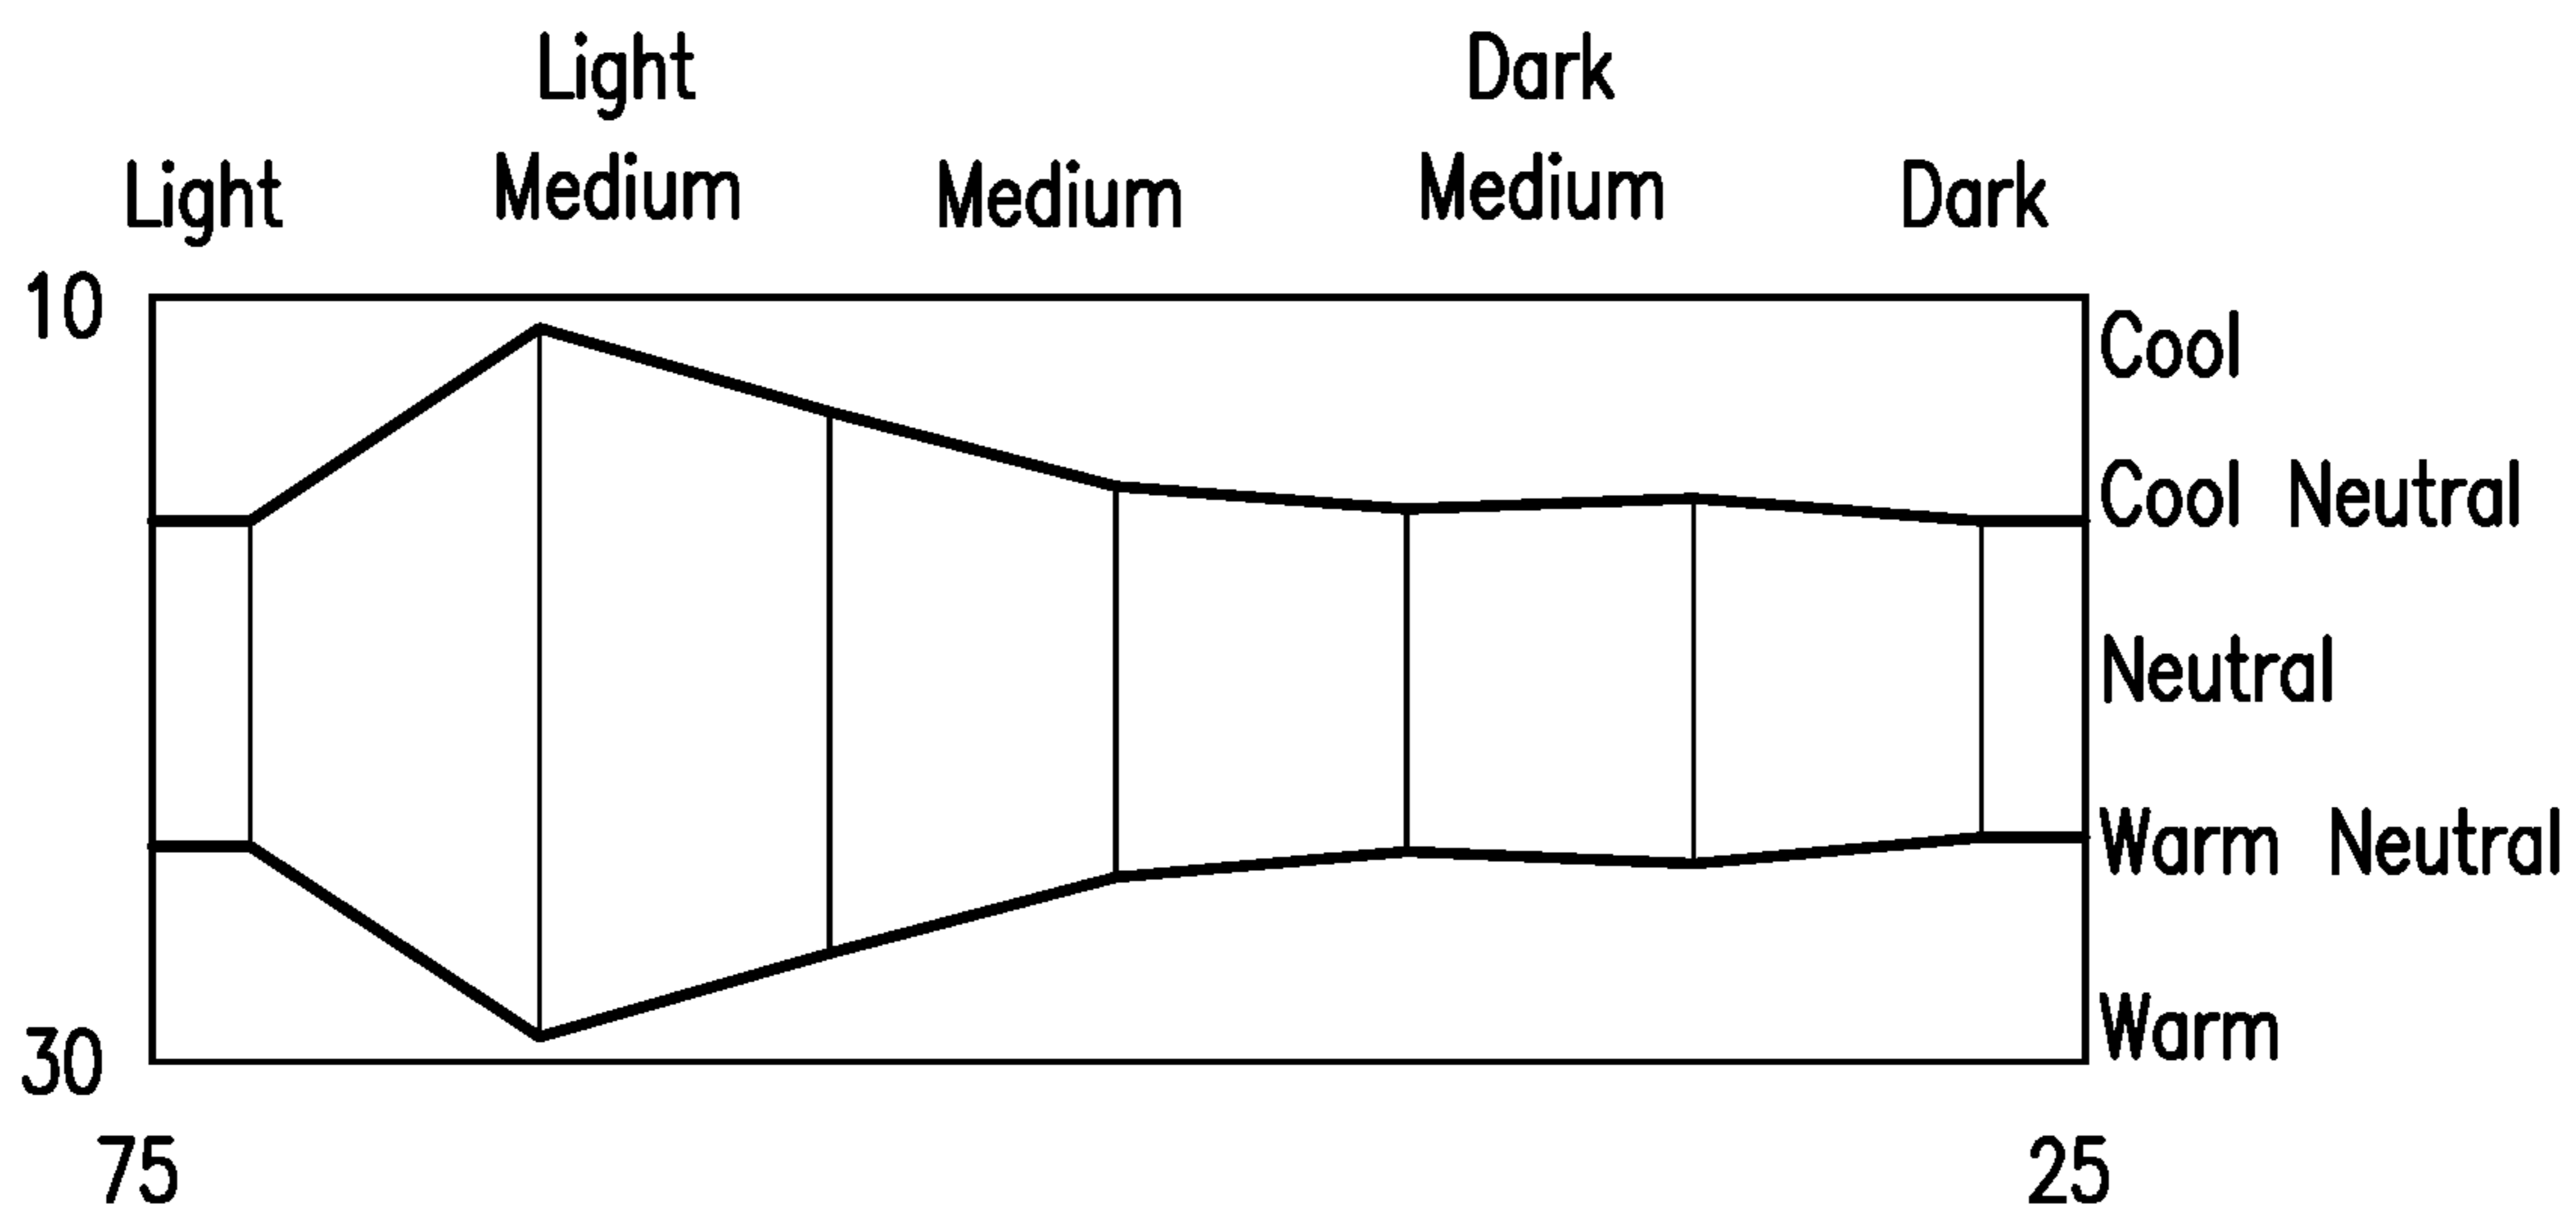 Light
Light
Medium
Medium
Dark
Medium
Dark
10
30
75
25
Cool
Cool Neutral
Neutral
Warm Neutral
Warm